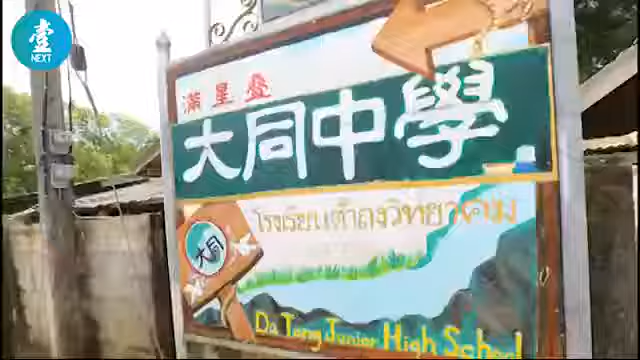 壹
NEXT
滿星疊
大同中學
โรงเรียนต้าถงวิทยาคม
大同
Da Tong Junior High School